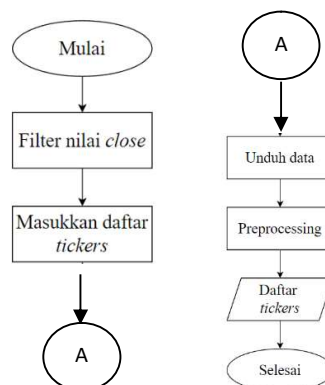 Mulai
Filter nilai close
Masukkan daftar
tickers
A
A
Unduh data
Preprocessing
Daftar
tickers
Selesai